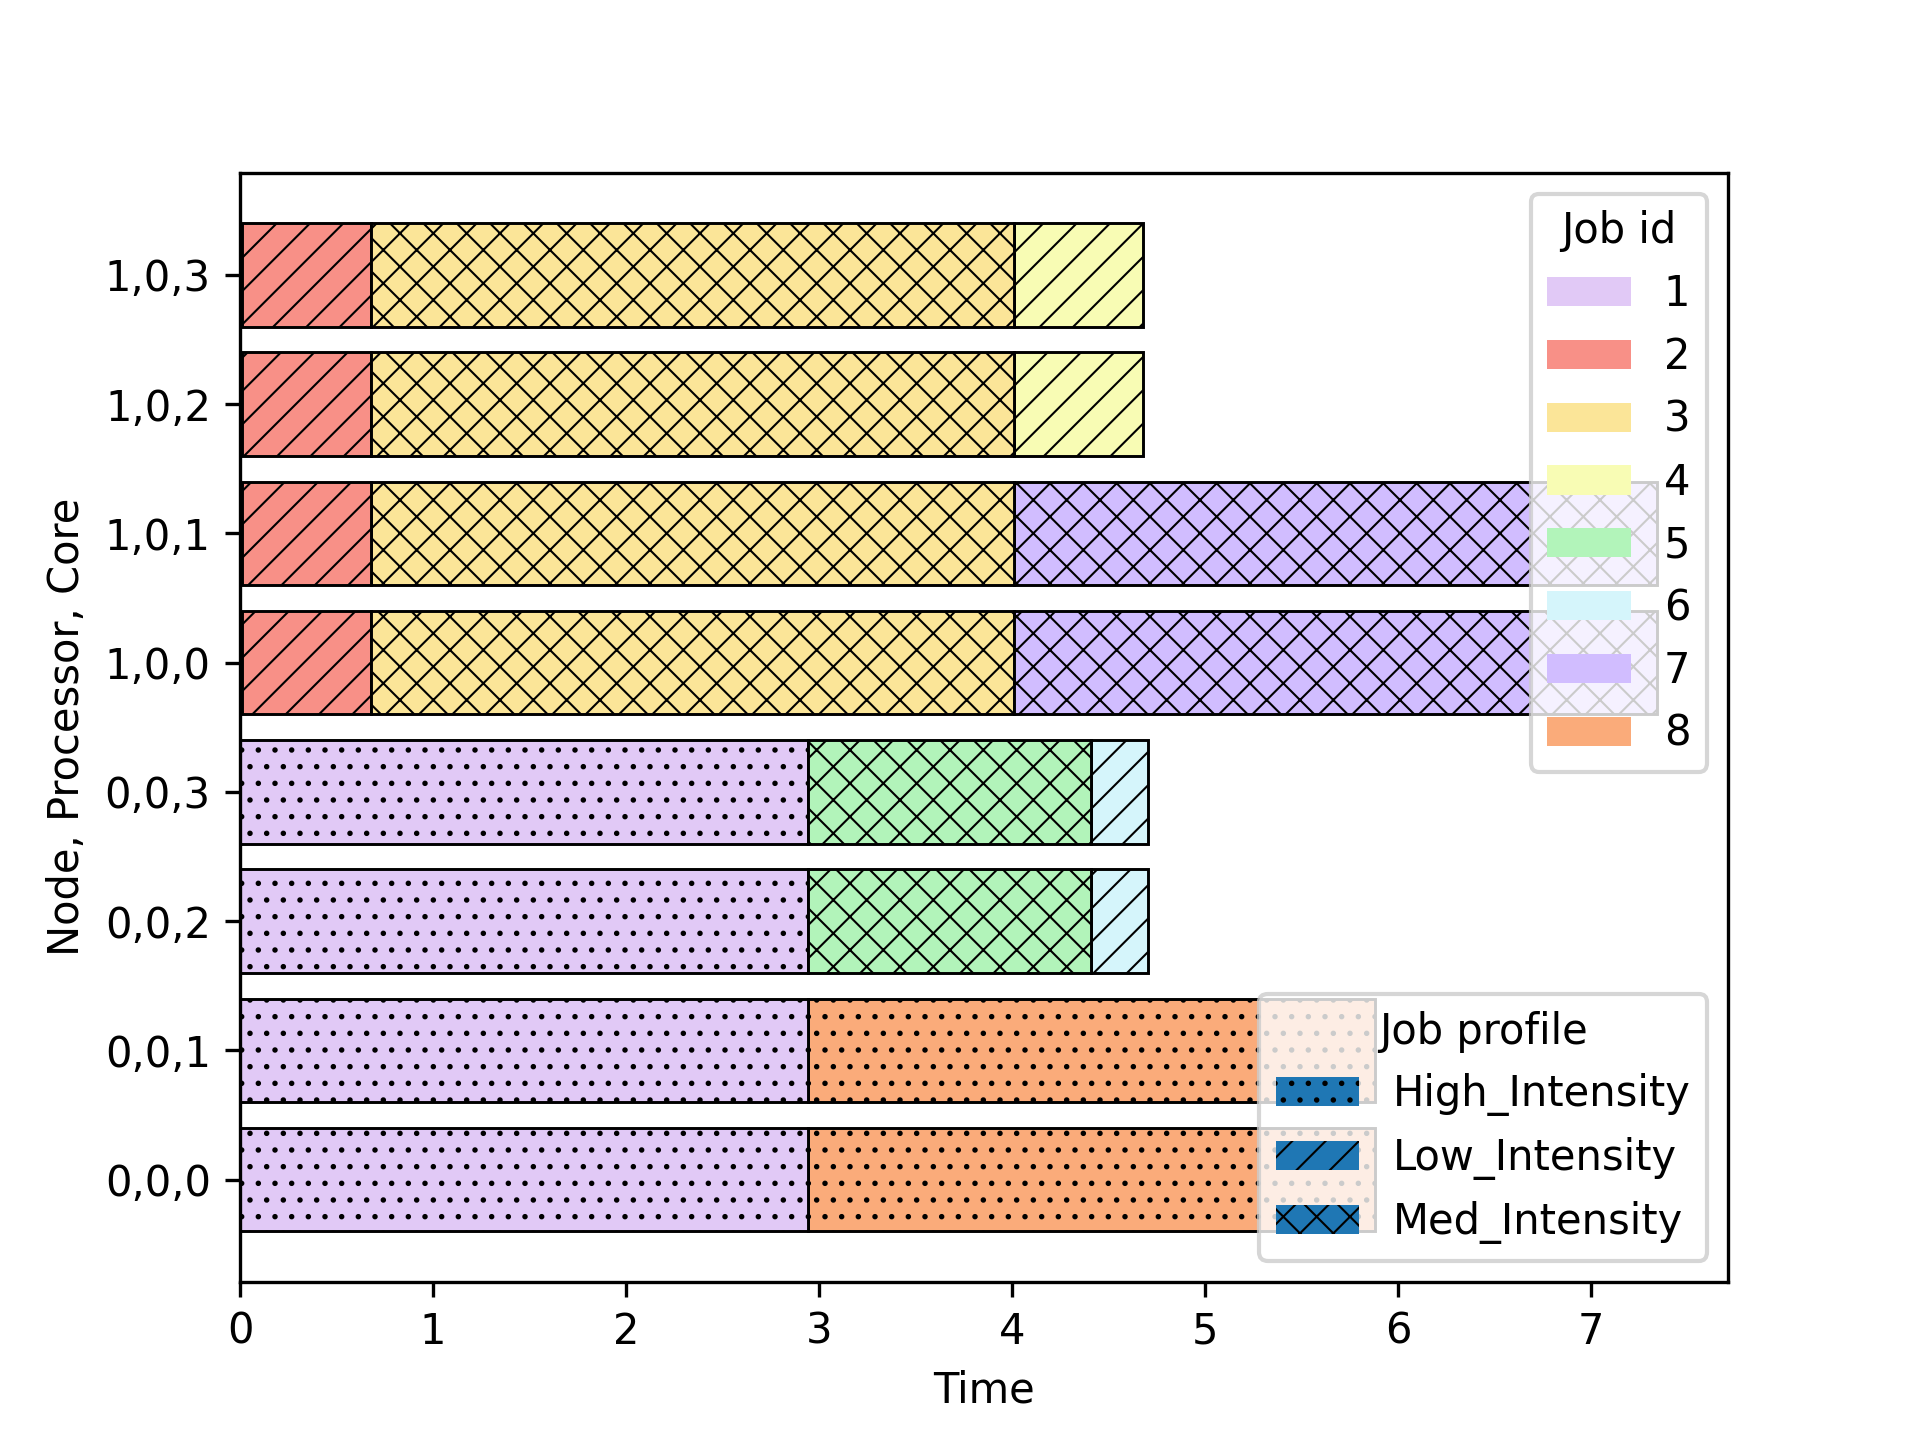 Job id
1
2
3
4
5
6
7
8
1,0,3
1,0,2
1,0,1
1,0,0
0,0,3
0,0,2
0,0,1
0,0,0
Node, Processor, Core
Job profile
High_Intensity
Low_Intensity
Med_Intensity
0 1 2 3 4 5 6 7
Time